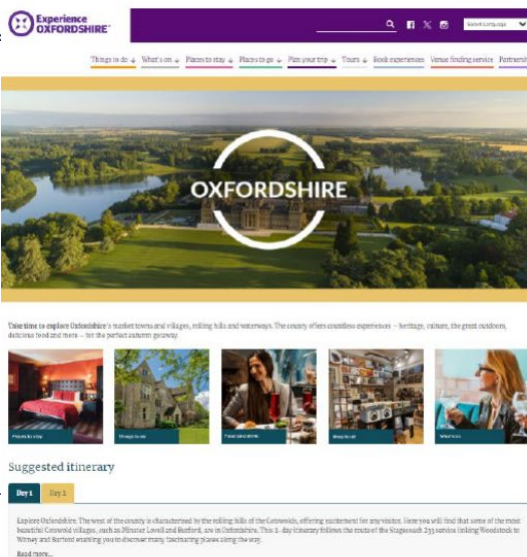 Experience
OXFORDSHIRE
Select Language
Things to do
What's on
Places to stay
Places to go
Plan your trip
Tours
Book experiences
Venue finding service
Partnership
OXFORDSHIRE
Take time to explore Oxfordshire's market towns and villages, rolling hills and waterways. The county offers countless experiences – heritage, culture, the great outdoors,
delicious food and more – for the perfect autumn getaway.
Places to stay
Things to do
Food and drink
What's on
Suggested itinerary
Day 1
Day 2
Explore Oxfordshire: The west of the county is characterised by the rolling hills of the Cotswolds, offering excitement for any visitor. Here you will find that some of the most
beautiful Cotswold villages, such as Minster Lovell and Burford, are in Oxfordshire. This 2-day itinerary follows the route of the Stagecoach 233 service linking Woodstock to
Witney and Burford enabling you to discover many fascinating places along the way.
Read more...